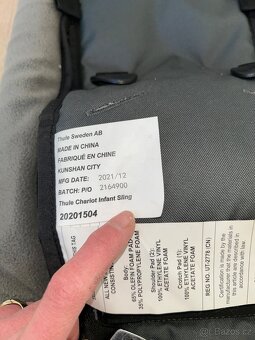 Thule Sweden AB
MADE IN CHINA
FABRIQUÉ EN CHINE
KUNSHAN CITY
MFG DATE: 2021/12
BATCH: P/O 2164900
Thule Chariot Infant Sling
20201504
ALL NEW
CONSIST
Body:
65% OLEFIN FOAM PAD
35% POLYPROPYLENE FOAM
Shoulder Pad (2):
100% ETHYLENE VINYL
ACETATE FOAM
Crotch Pad (1):
100% ETHYLENE VINYL
ACETATE FOAM
REG NO. UT-2776 (CN)
Certification is made by the
manufacturer that the
materials in this article are
described in
accordance with law.